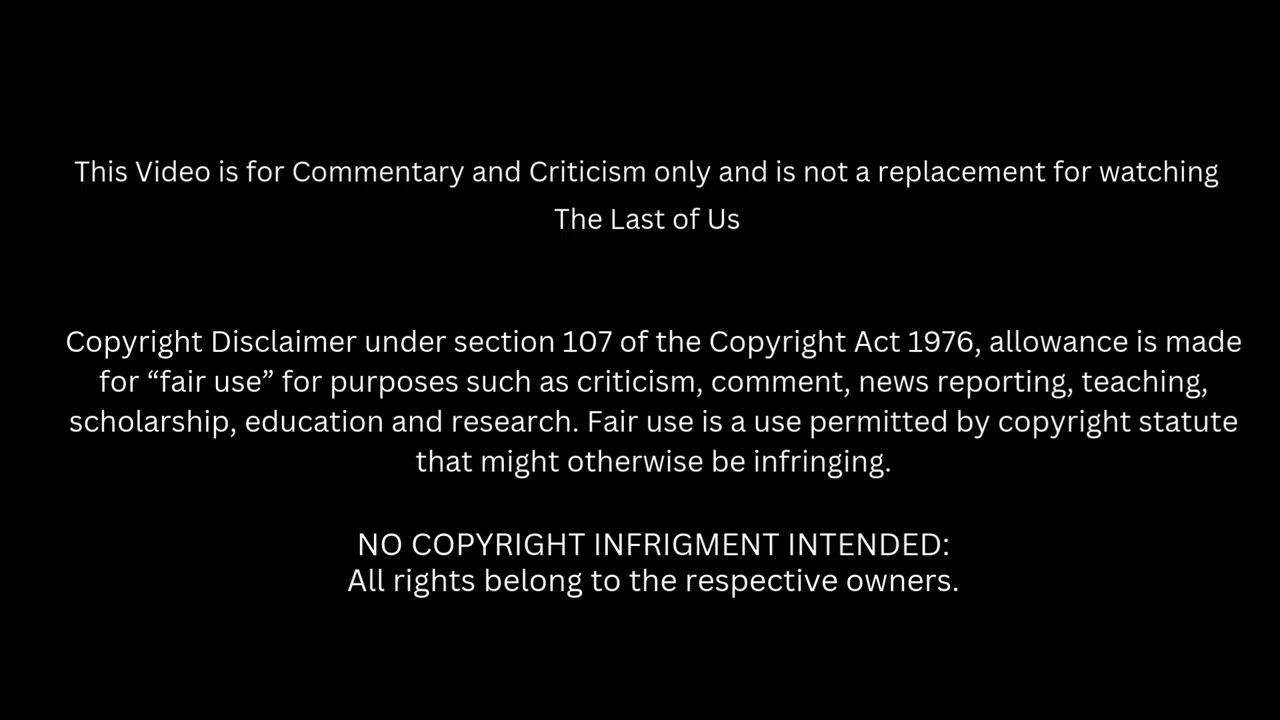 This Video is for Commentary and Criticism only and is not a replacement for watching
The Last of Us
Copyright Disclaimer under section 107 of the Copyright Act 1976, allowance is made
for “fair use” for purposes such as criticism, comment, news reporting, teaching,
scholarship, education and research. Fair use is a use permitted by copyright statute
that might otherwise be infringing.
NO COPYRIGHT INFRIGMENT INTENDED:
All rights belong to the respective owners.